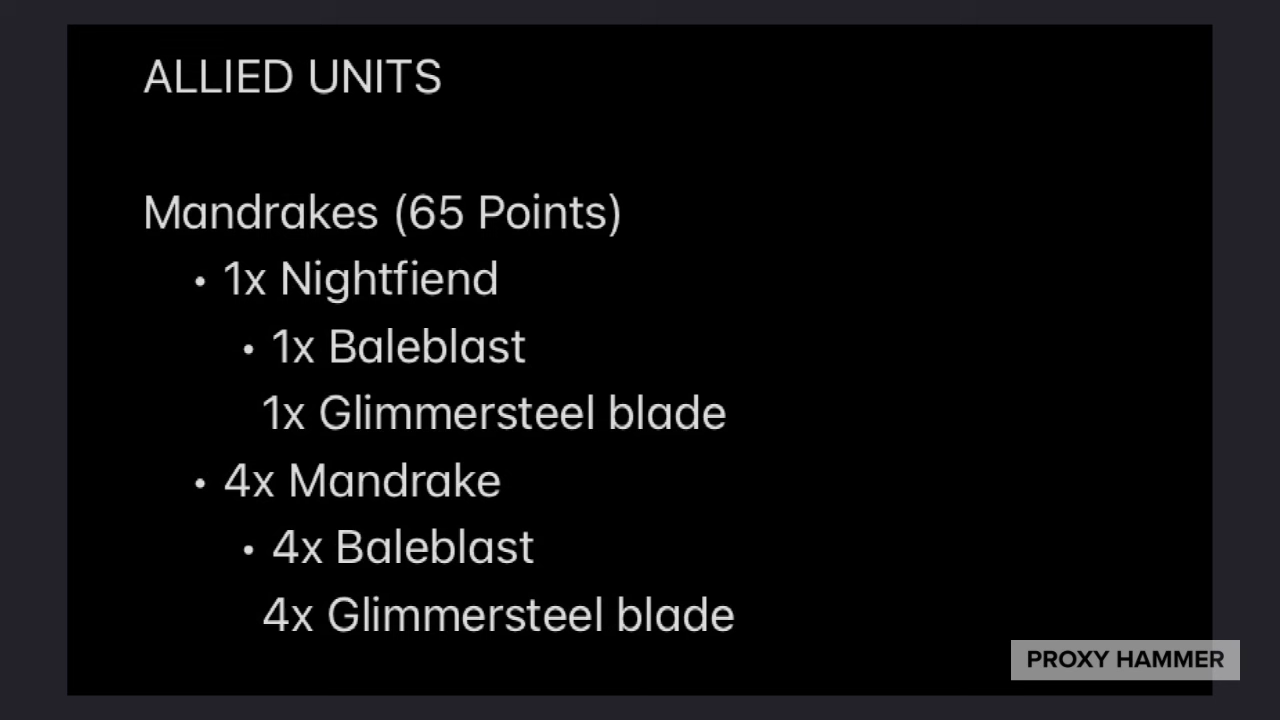 ALLIED UNITS
Mandrakes (65 Points)
• 1x Nightfiend
• 1x Baleblast
1x Glimmersteel blade
• 4x Mandrake
• 4x Baleblast
4x Glimmersteel blade
PROXY HAMMER